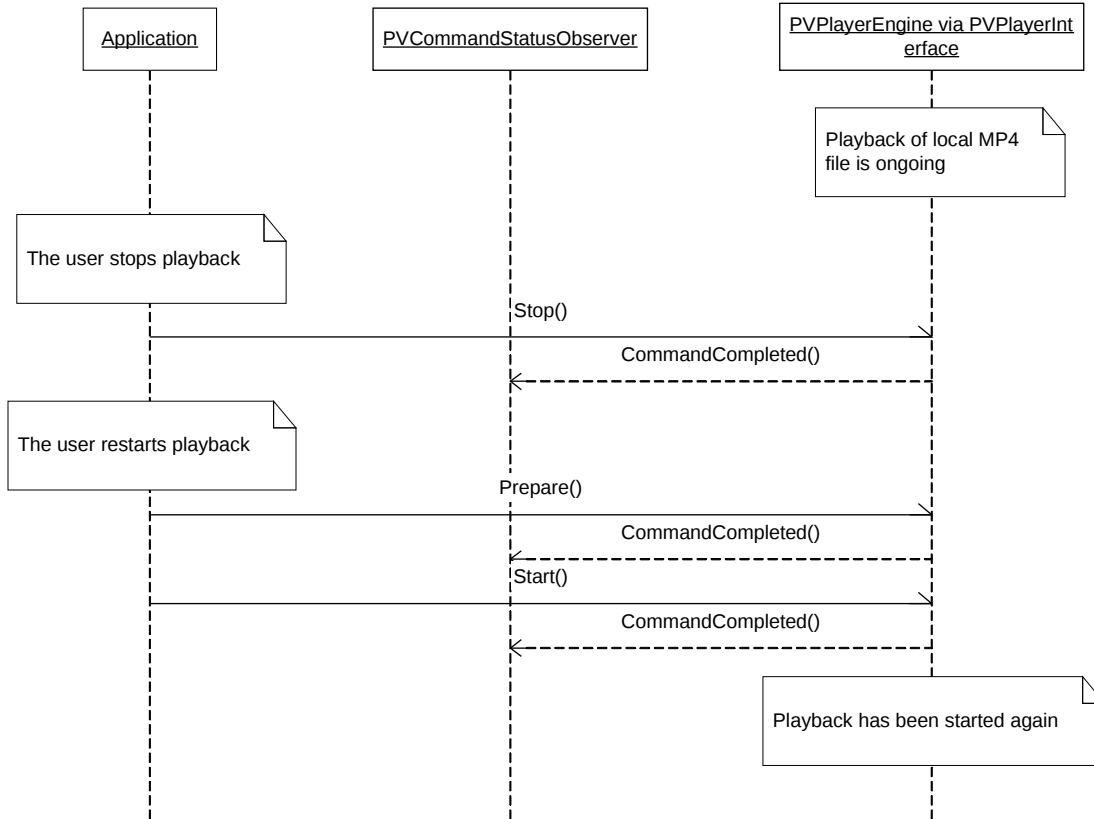 Application
PVCommandStatusObserver
PVPlayerEngine via PVPlayerInt
erface
Playback of local MP4
file is ongoing
The user stops playback
Stop()
CommandCompleted()
The user restarts playback
Prepare()
CommandCompleted()
Start()
CommandCompleted()
Playback has been started again